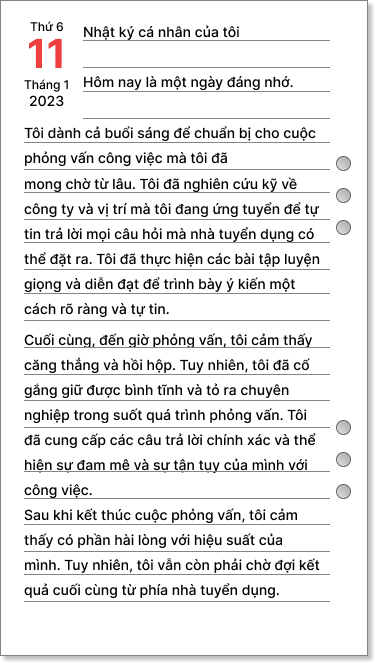 Thứ 6
11
Tháng 1
2023
Nhật ký cá nhân của tôi
Hôm nay là một ngày đáng nhớ.
Tôi dành cả buổi sáng để chuẩn bị cho cuộc
phỏng vấn công việc mà tôi đã
mong chờ từ lâu. Tôi đã nghiên cứu kỹ về
công ty và vị trí mà tôi đang ứng tuyển để tự
tin trả lời mọi câu hỏi mà nhà tuyển dụng có
thể đặt ra. Tôi đã thực hiện các bài tập luyện
giọng và diễn đạt để trình bày ý kiến một
cách rõ ràng và tự tin.
Cuối cùng, đến giờ phỏng vấn, tôi cảm thấy
căng thẳng và hồi hộp. Tuy nhiên, tôi đã cố
gắng giữ được bình tĩnh và tỏ ra chuyên
nghiệp trong suốt quá trình phỏng vấn. Tôi
đã cung cấp các câu trả lời chính xác và thể
hiện sự đam mê và sự tận tụy của mình với
công việc.
Sau khi kết thúc cuộc phỏng vấn, tôi cảm
thấy có phần hài lòng với hiệu suất của
mình. Tuy nhiên, tôi vẫn còn phải chờ đợi kết
quả cuối cùng từ phía nhà tuyển dụng.